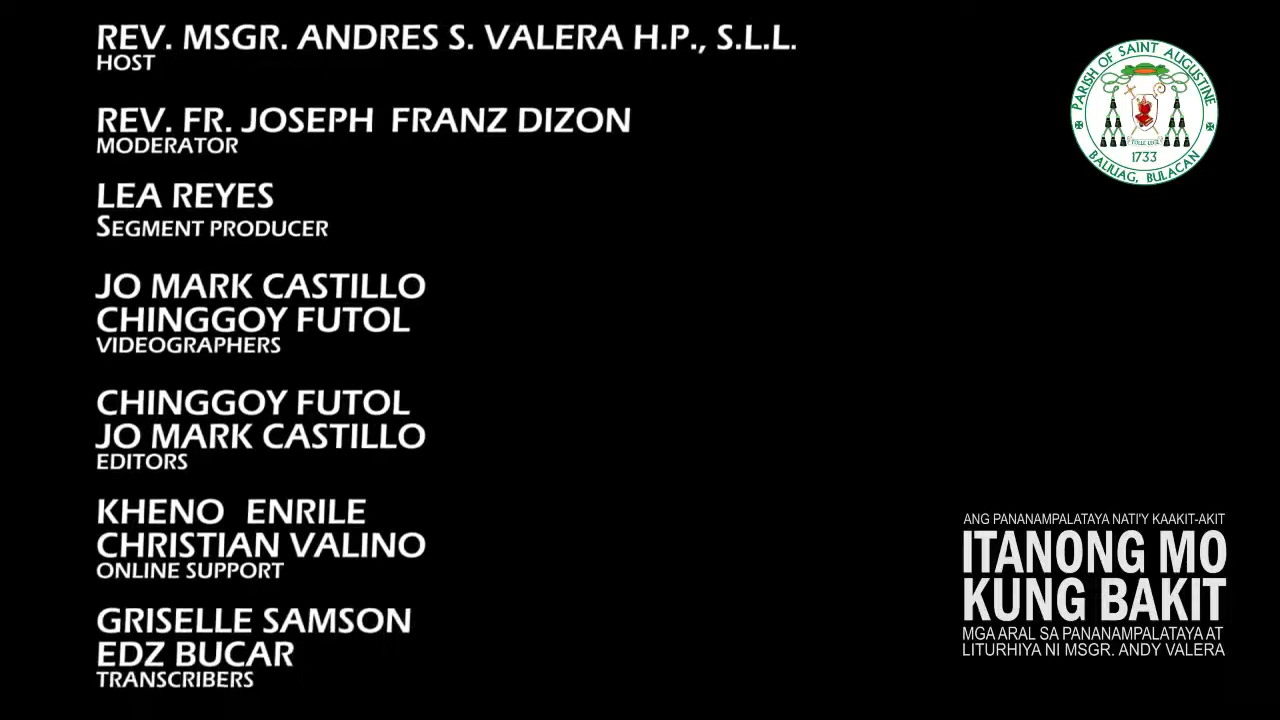 REV. MSGR. ANDRES S. VALERA H.P., S.L.L.
HOST
REV. FR. JOSEPH FRANZ DIZON
MODERATOR
LEA REYES
SEGMENT PRODUCER
JO MARK CASTILLO
CHINGGOY FUTOL
VIDEOGRAPHERS
CHINGGOY FUTOL
JO MARK CASTILLO
EDITORS
KHENO ENRILE
CHRISTIAN VALINO
ONLINE SUPPORT
GRISELLE SAMSON
EDZ BUCAR
TRANSCRIBERS
PARISH OF SAINT AUGUSTINE
TOLLE LEGE
1733
BALIUAG, BULACAN
ANG PANANAMPALATAYA NATI'Y KAAKIT-AKIT
ITANONG MO
KUNG BAKIT
MGA ARAL SA PANANAMPALATAYA AT
LITURHIYA NI MSGR. ANDY VALERA